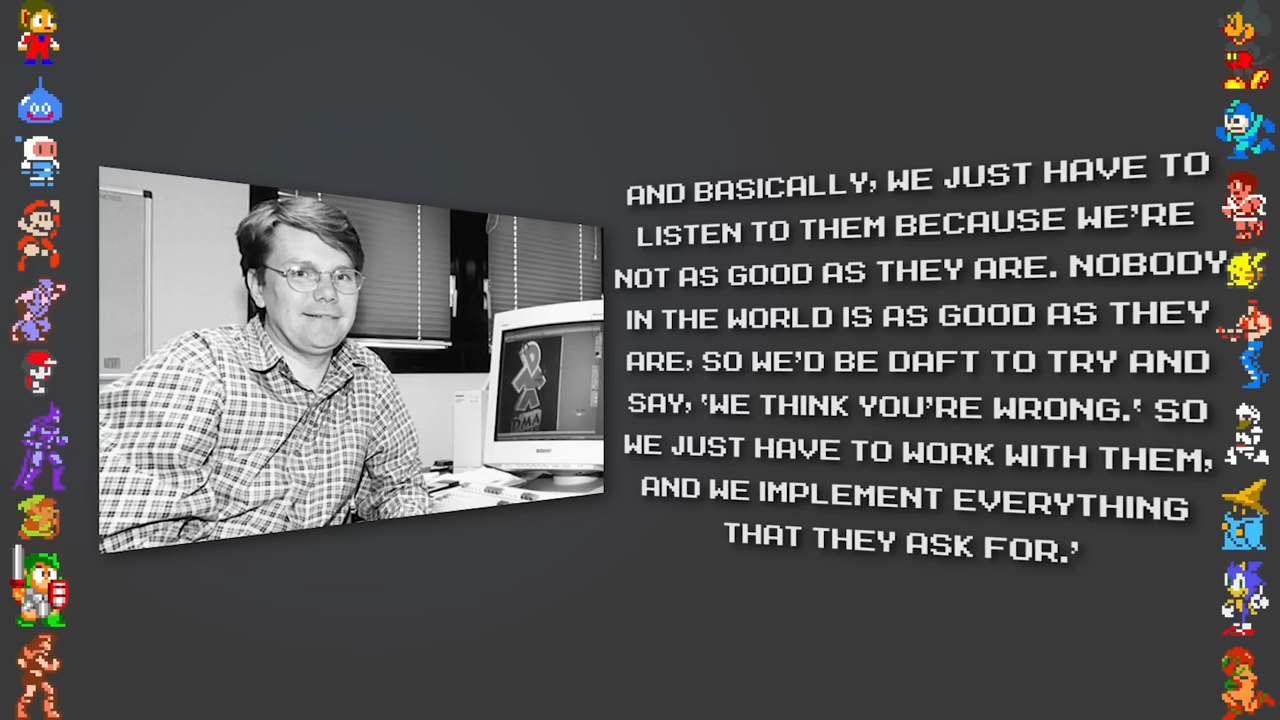 AND BASICALLY, WE JUST HAVE TO
LISTEN TO THEM BECAUSE WE'RE
NOT AS GOOD AS THEY ARE. NOBODY
IN THE WORLD IS AS GOOD AS THEY
ARE, SO WE'D BE DAFT TO TRY AND
SAY, 'WE THINK YOU'RE WRONG.' SO
WE JUST HAVE TO WORK WITH THEM,
AND WE IMPLEMENT EVERYTHING
THAT THEY ASK FOR.'
DMA